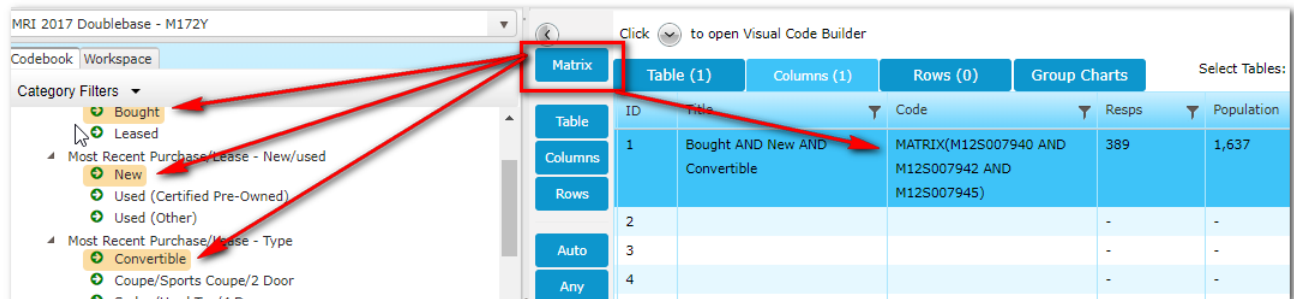 MRI 2017 Doublebase - M172Y
Codebook Workspace
Category Filters
Bought
Leased
Most Recent Purchase/Lease - New/used
New
Used (Certified Pre-Owned)
Used (Other)
Most Recent Purchase/Lease - Type
Convertible
Coupe/Sports Coupe/2 Door
Matrix
Table
Columns
Rows
Auto
Any
Click to open Visual Code Builder
Table (1) Columns (1) Rows (0) Group Charts Select Tables:
ID Title Code Resps Population
1 Bought AND New AND MATRIX(M12S007940 AND 389 1,637
Convertible M12S007942 AND
M12S007945)
2 - -
3 - -
4 - -